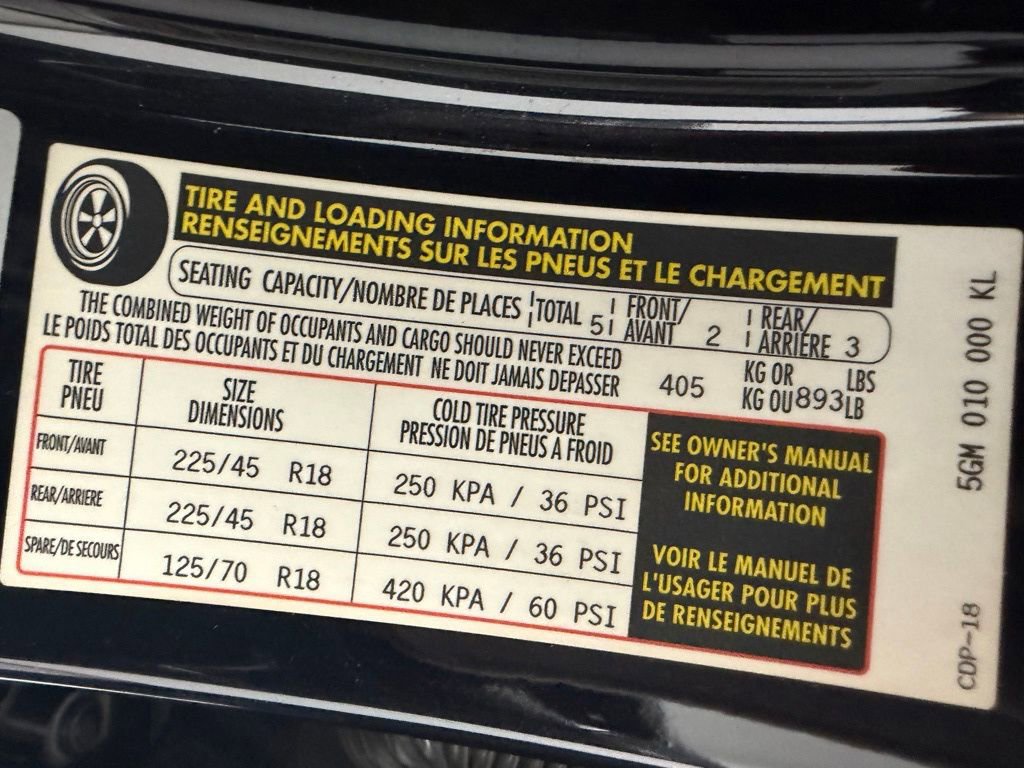 TIRE AND LOADING INFORMATION
RENSEIGNEMENTS SUR LES PNEUS ET LE CHARGEMENT
SEATING CAPACITY/NOMBRE DE PLACES TOTAL 5 FRONT/AVANT 2 REAR/ARRIÈRE 3
THE COMBINED WEIGHT OF OCCUPANTS AND CARGO SHOULD NEVER EXCEED
LE POIDS TOTAL DES OCCUPANTS ET DU CHARGEMENT NE DOIT JAMAIS DEPASSER
405 KG OR KG OU 893 LBS LB
TIRE PNEU
SIZE DIMENSIONS
COLD TIRE PRESSURE
PRESSION DE PNEUS A FROID
FRONT/AVANT 225/45 R18 250 KPA / 36 PSI
REAR/ARRIERE 225/45 R18 250 KPA / 36 PSI
SPARE/DE SECOURS 125/70 R18 420 KPA / 60 PSI
SEE OWNER'S MANUAL
FOR ADDITIONAL
INFORMATION
VOIR LE MANUEL DE
L'USAGER POUR PLUS
DE RENSEIGNEMENTS
5GM 010 000 KL
CDP-18